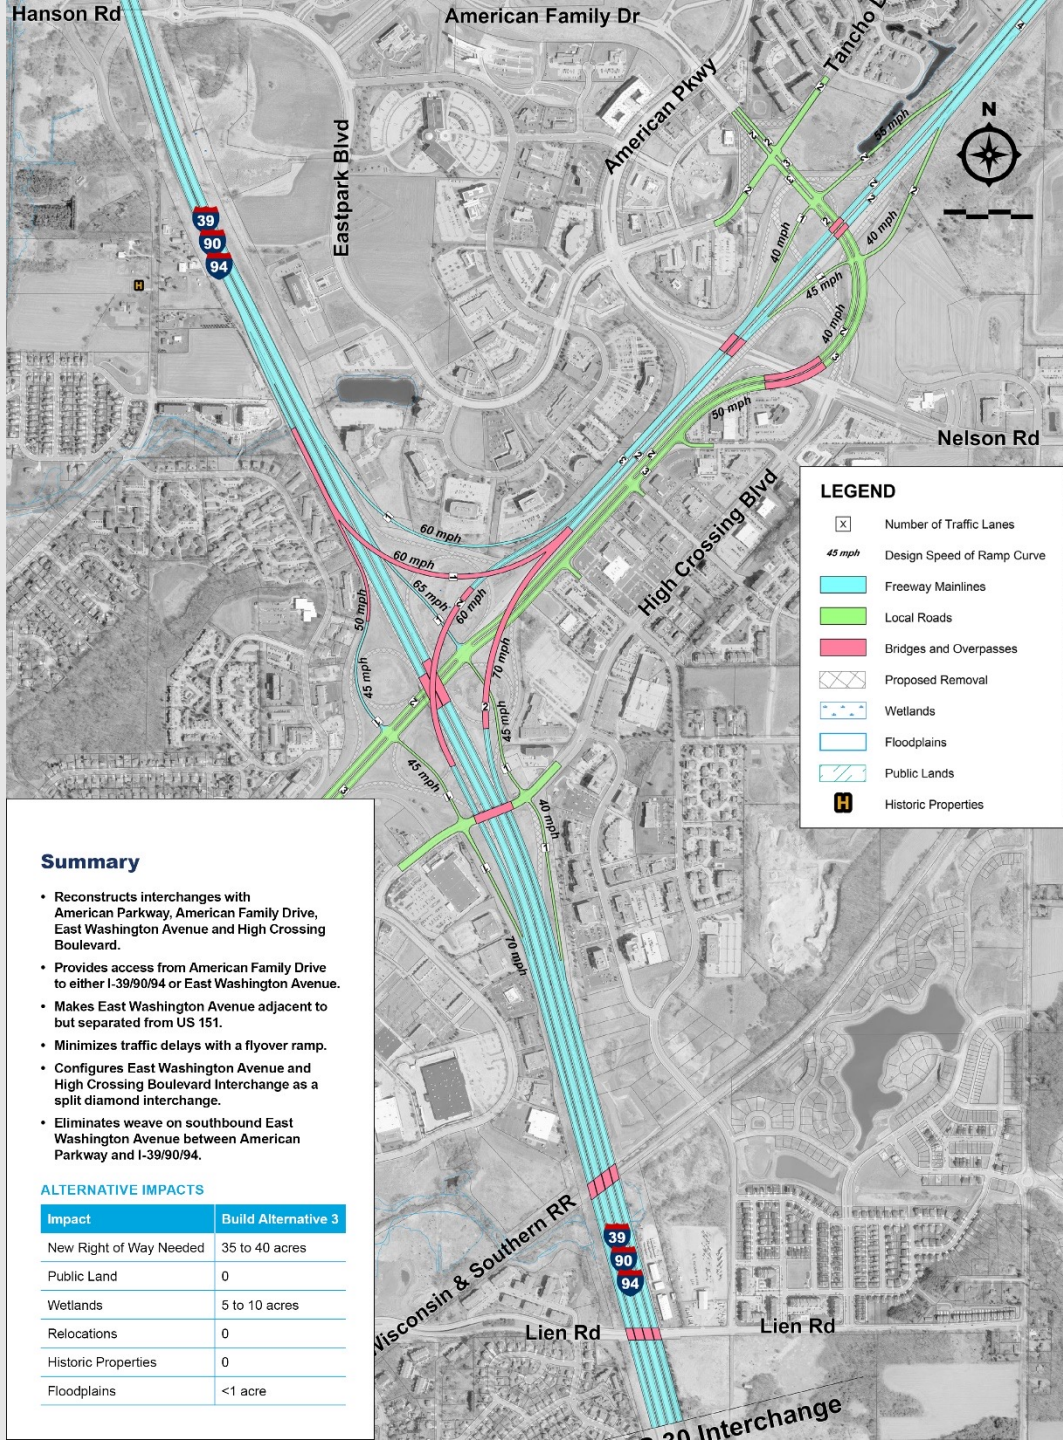 Hanson Rd
American Family Dr
Tancho
American Pkwy
Eastpark Blvd
N
39
90
94
55 mph
40 mph
40 mph
45 mph
40 mph
50 mph
Nelson Rd
High Crossing Blvd
60 mph
60 mph
65 mph
60 mph
50 mph
70 mph
45 mph
45 mph
45 mph
40 mph
70 mph
LEGEND
X Number of Traffic Lanes
45 mph Design Speed of Ramp Curve
Freeway Mainlines
Local Roads
Bridges and Overpasses
Proposed Removal
Wetlands
Floodplains
Public Lands
H Historic Properties
H
Summary
• Reconstructs interchanges with
American Parkway, American Family Drive,
East Washington Avenue and High Crossing
Boulevard.
• Provides access from American Family Drive
to either I-39/90/94 or East Washington Avenue.
• Makes East Washington Avenue adjacent to
but separated from US 151.
• Minimizes traffic delays with a flyover ramp.
• Configures East Washington Avenue and
High Crossing Boulevard Interchange as a
split diamond interchange.
• Eliminates weave on southbound East
Washington Avenue between American
Parkway and I-39/90/94.
ALTERNATIVE IMPACTS
Impact Build Alternative 3
New Right of Way Needed 35 to 40 acres
Public Land 0
Wetlands 5 to 10 acres
Relocations 0
Historic Properties 0
Floodplains <1 acre
Wisconsin & Southern RR
39
90
94
Lien Rd
Lien Rd
30 Interchange